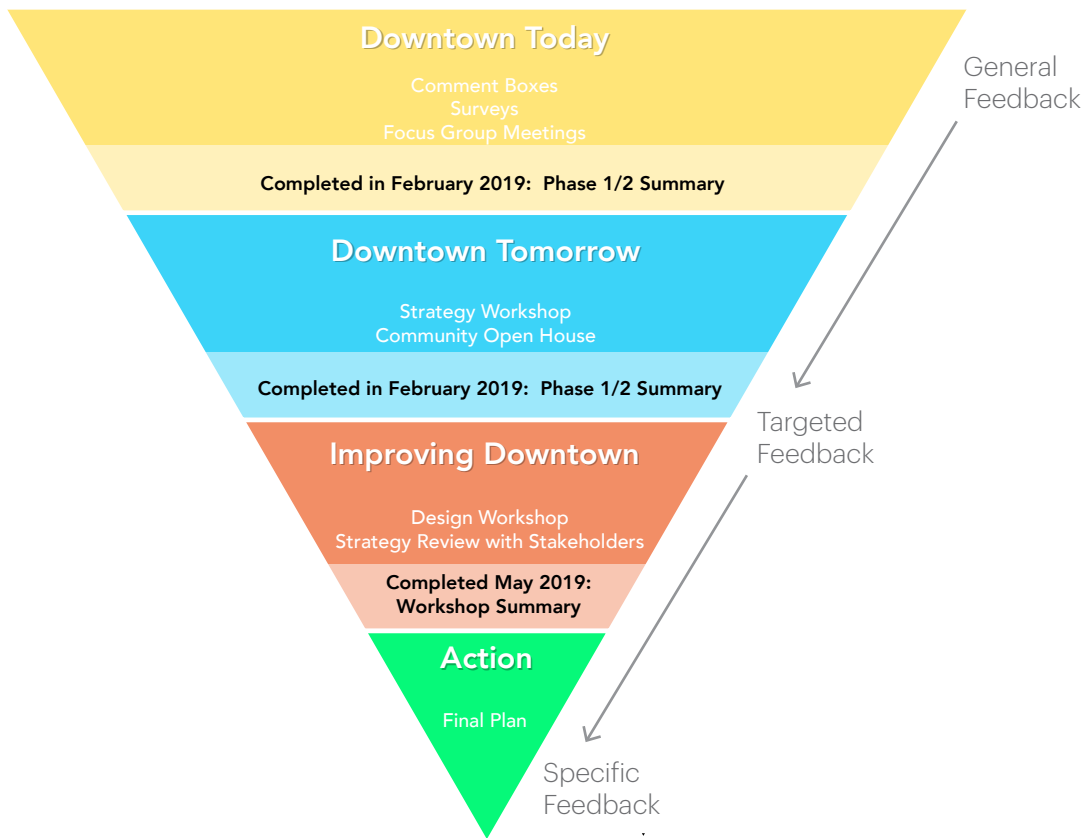 Downtown Today
Comment Boxes
Surveys
Focus Group Meetings
Completed in February 2019: Phase 1/2 Summary
General
Feedback
Downtown Tomorrow
Strategy Workshop
Community Open House
Completed in February 2019: Phase 1/2 Summary
Targeted
Feedback
Improving Downtown
Design Workshop
Strategy Review with Stakeholders
Completed May 2019:
Workshop Summary
Action
Final Plan
Specific
Feedback